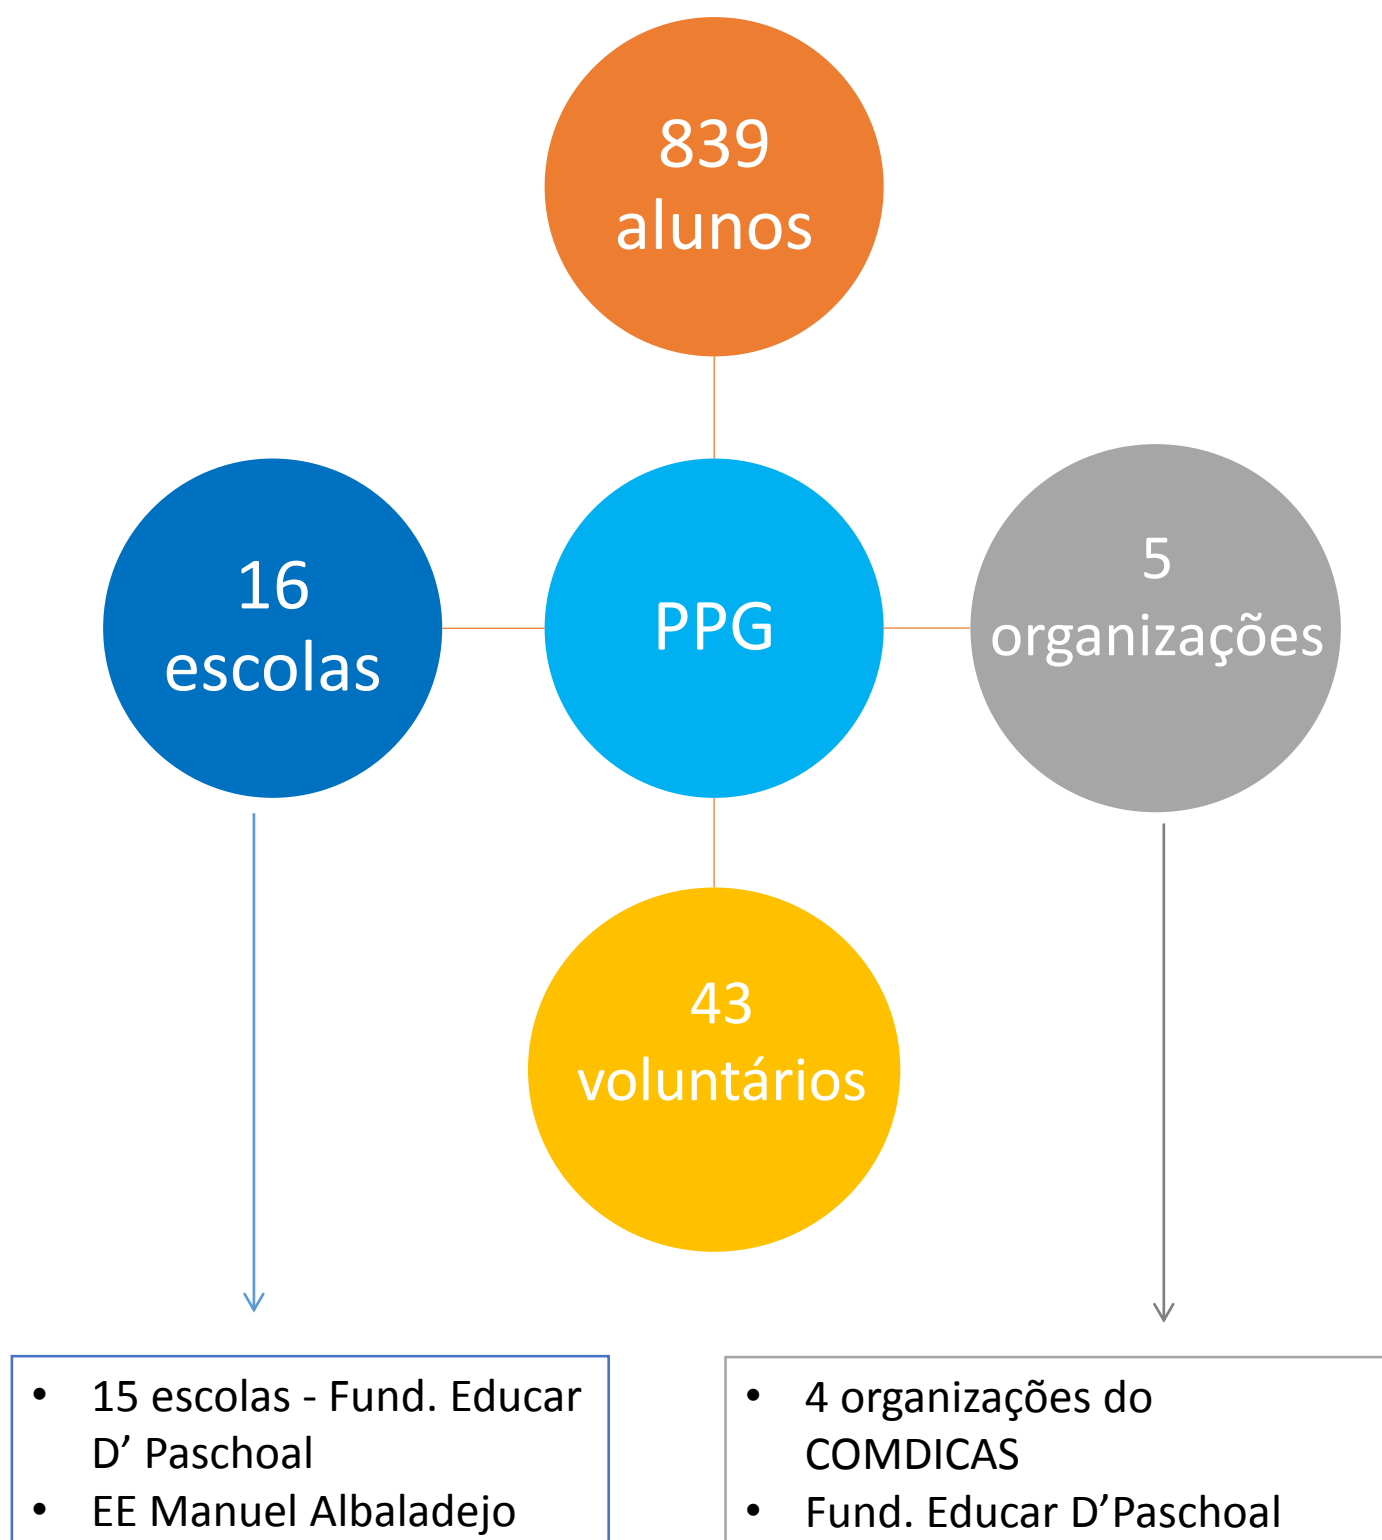 839
alunos
16
escolas
PPG
5
organizações
43
voluntários
• 15 escolas - Fund. Educar
D’ Paschoal
• EE Manuel Albaladejo
• 4 organizações do
COMDICAS
• Fund. Educar D’Paschoal